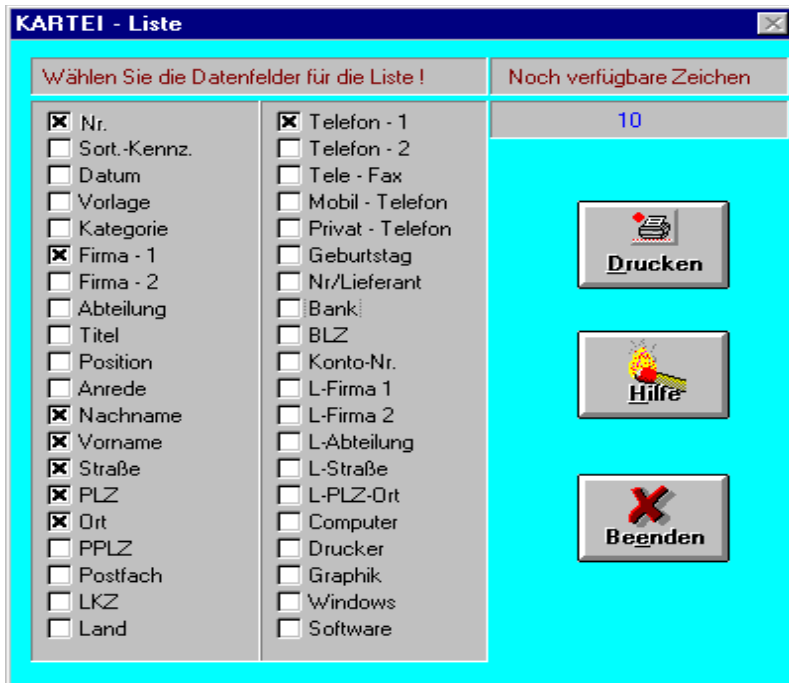 KARTEI - Liste
Wählen Sie die Datenfelder für die Liste !
Noch verfügbare Zeichen
10
Nr.
Sort.-Kennz.
Datum
Vorlage
Kategorie
Firma - 1
Firma - 2
Abteilung
Titel
Position
Anrede
Nachname
Vorname
Straße
PLZ
Ort
PPLZ
Postfach
LKZ
Land
Telefon - 1
Telefon - 2
Tele - Fax
Mobil - Telefon
Privat - Telefon
Geburtstag
Nr/Lieferant
Bank
BLZ
Konto-Nr.
L-Firma 1
L-Firma 2
L-Abteilung
L-Straße
L-PLZ-Ort
Computer
Drucker
Graphik
Windows
Software
Drucken
Hilfe
Beenden